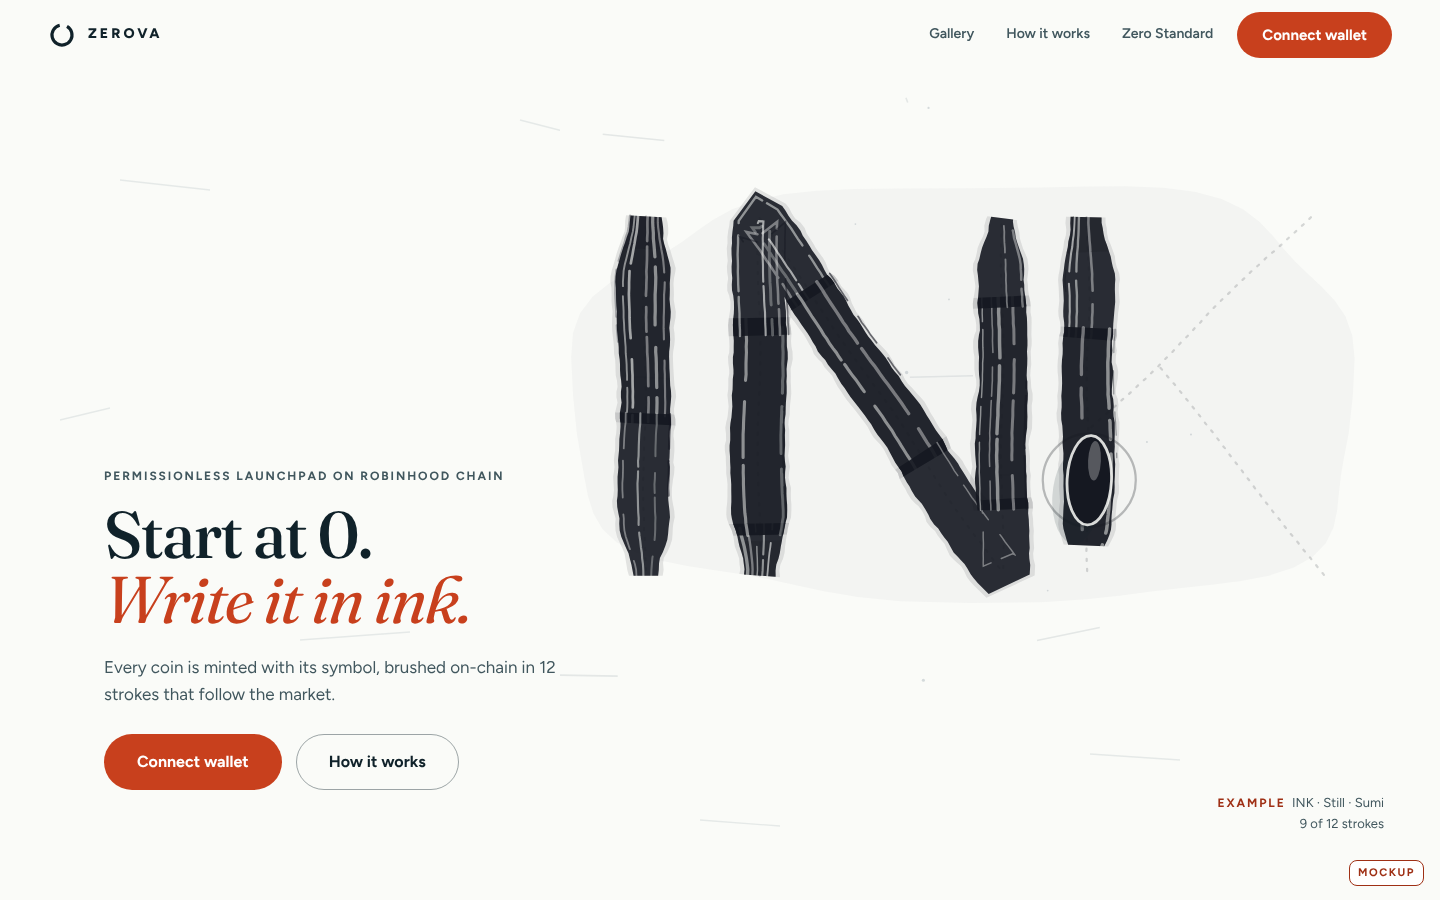 ZEROVA
Gallery
How it works
Zero Standard
Connect wallet
INK
PERMISSIONLESS LAUNCHPAD ON ROBINHOOD CHAIN
Start at 0.
Write it in ink.
Every coin is minted with its symbol, brushed on-chain in 12
strokes that follow the market.
Connect wallet
How it works
EXAMPLE INK · Still · Sumi
9 of 12 strokes
MOCKUP